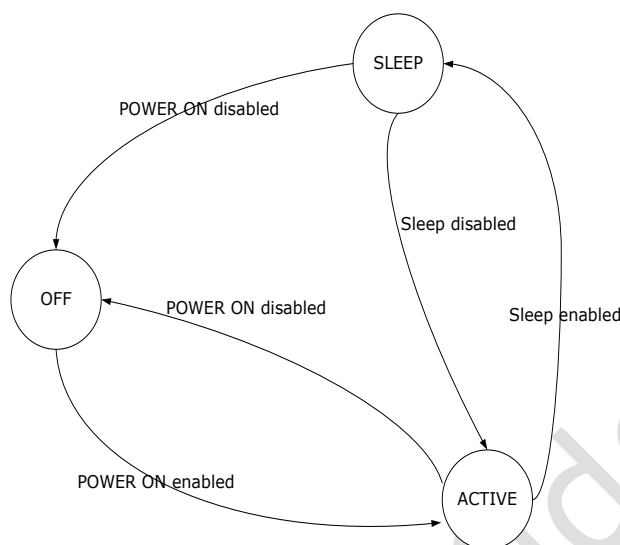 SLEEP
POWER ON disabled
Sleep disabled
OFF
POWER ON disabled
Sleep enabled
POWER ON enabled
ACTIVE